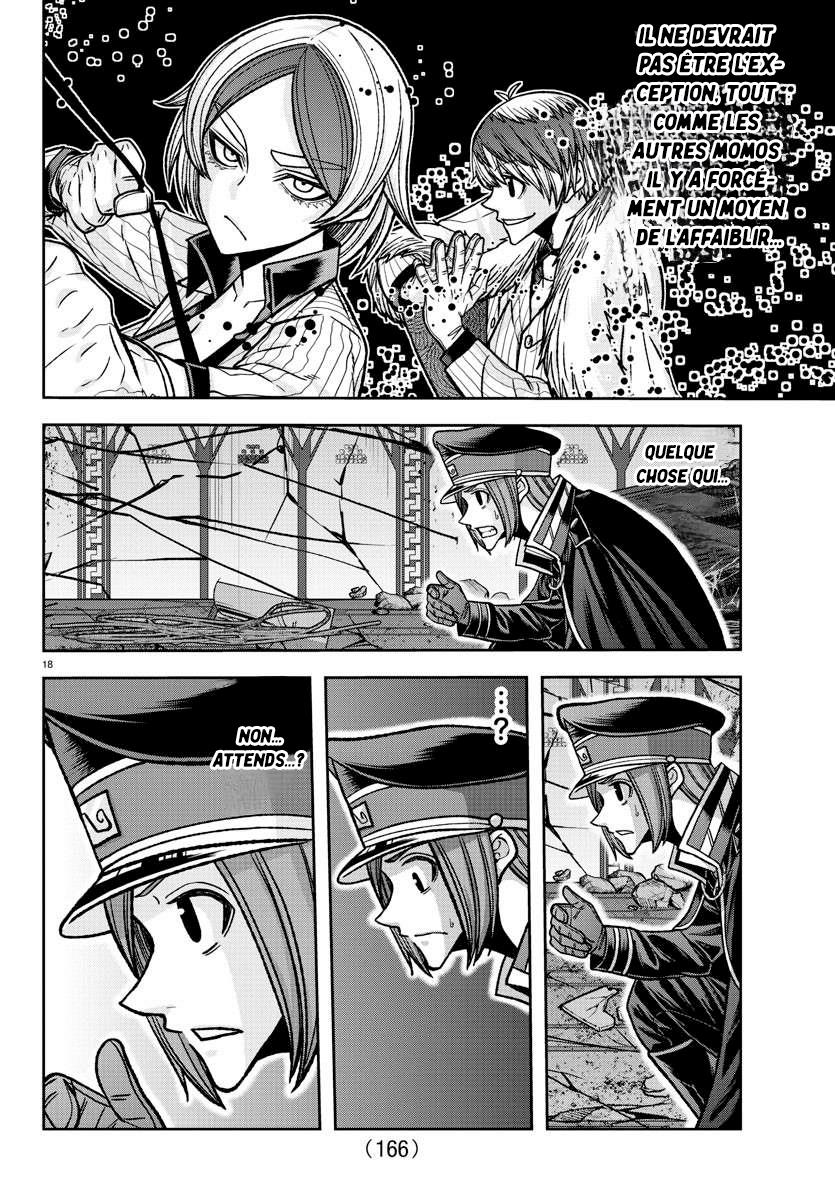 IL NE DEVRAIT
PAS ÊTRE L'EX-
CEPTION, TOUT
COMME LES
AUTRES MOMOS
IL Y A FORCÉ-
MENT UN MOYEN
DE L'AFFAIBLIR...
QUELQUE
CHOSE QUI...
18
...?
NON...
ATTENDS...?
(166)